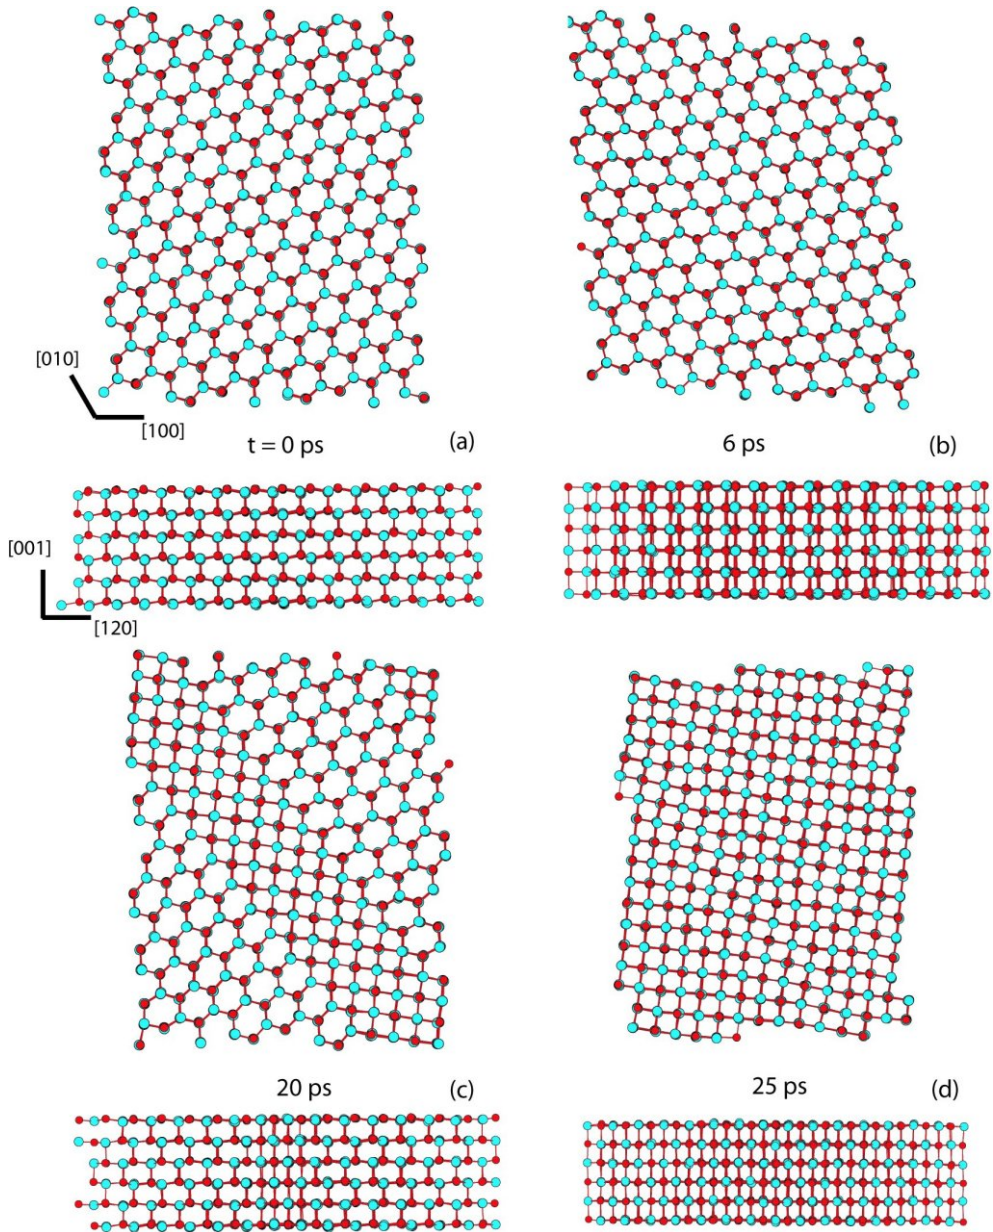 [010]
[100]
t = 0 ps
(a)
6 ps
(b)
[001]
[120]
20 ps
(c)
25 ps
(d)